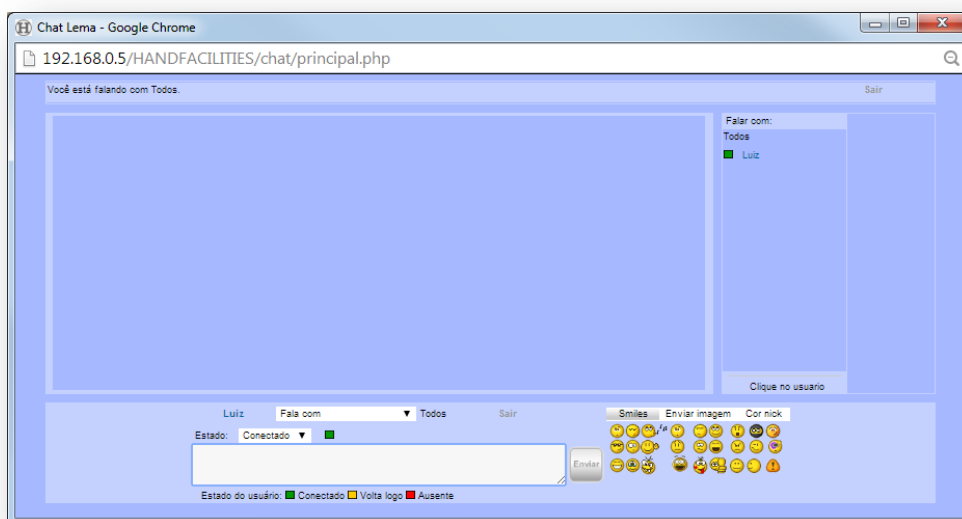 Chat Lema - Google Chrome
192.168.0.5/HANDFACILITIES/chat/principal.php
Você está falando com Todos. Sair
Falar com:
Todos
Luiz
Clique no usuario
Luiz Fala com Todos Sair
Smiles Enviar imagem Cor nick
Estado: Conectado
Enviar
Estado do usuário: Conectado Volta logo Ausente